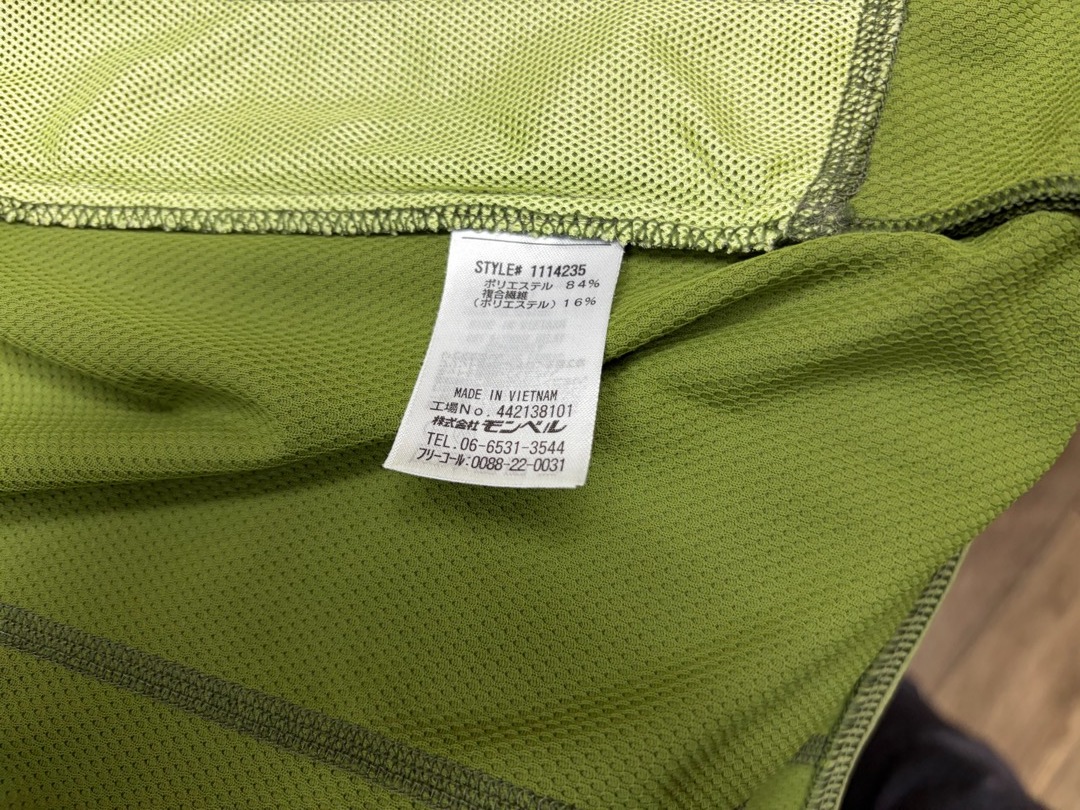 STYLE# 1114235
ポリエステル 84%
複合繊維
(ポリエステル) 16%
MADE IN VIETNAM
工場No. 442138101
株式会社 モンベル
TEL.06-6531-3544
フリーコール:0088-22-0031